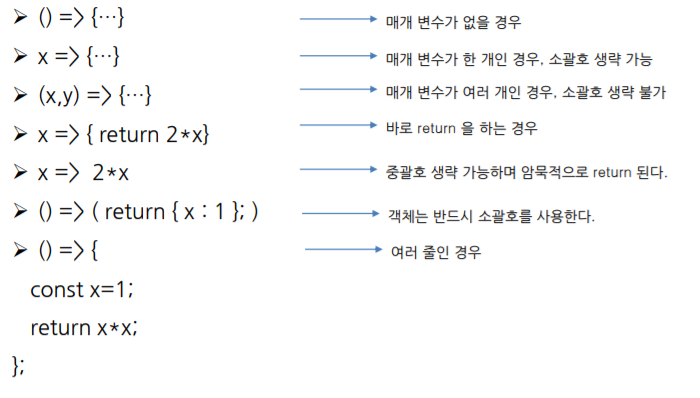 ➤ () => {…} 매개 변수가 없을 경우
➤ x => {…} 매개 변수가 한 개인 경우, 소괄호 생략 가능
➤ (x,y) => {…} 매개 변수가 여러 개인 경우, 소괄호 생략 불가
➤ x => { return 2*x} 바로 return 을 하는 경우
➤ x => 2*x 중괄호 생략 가능하며 암묵적으로 return 된다.
➤ () => ( return { x : 1 }; ) 객체는 반드시 소괄호를 사용한다.
➤ () => { 여러 줄인 경우
const x=1;
return x*x;
};